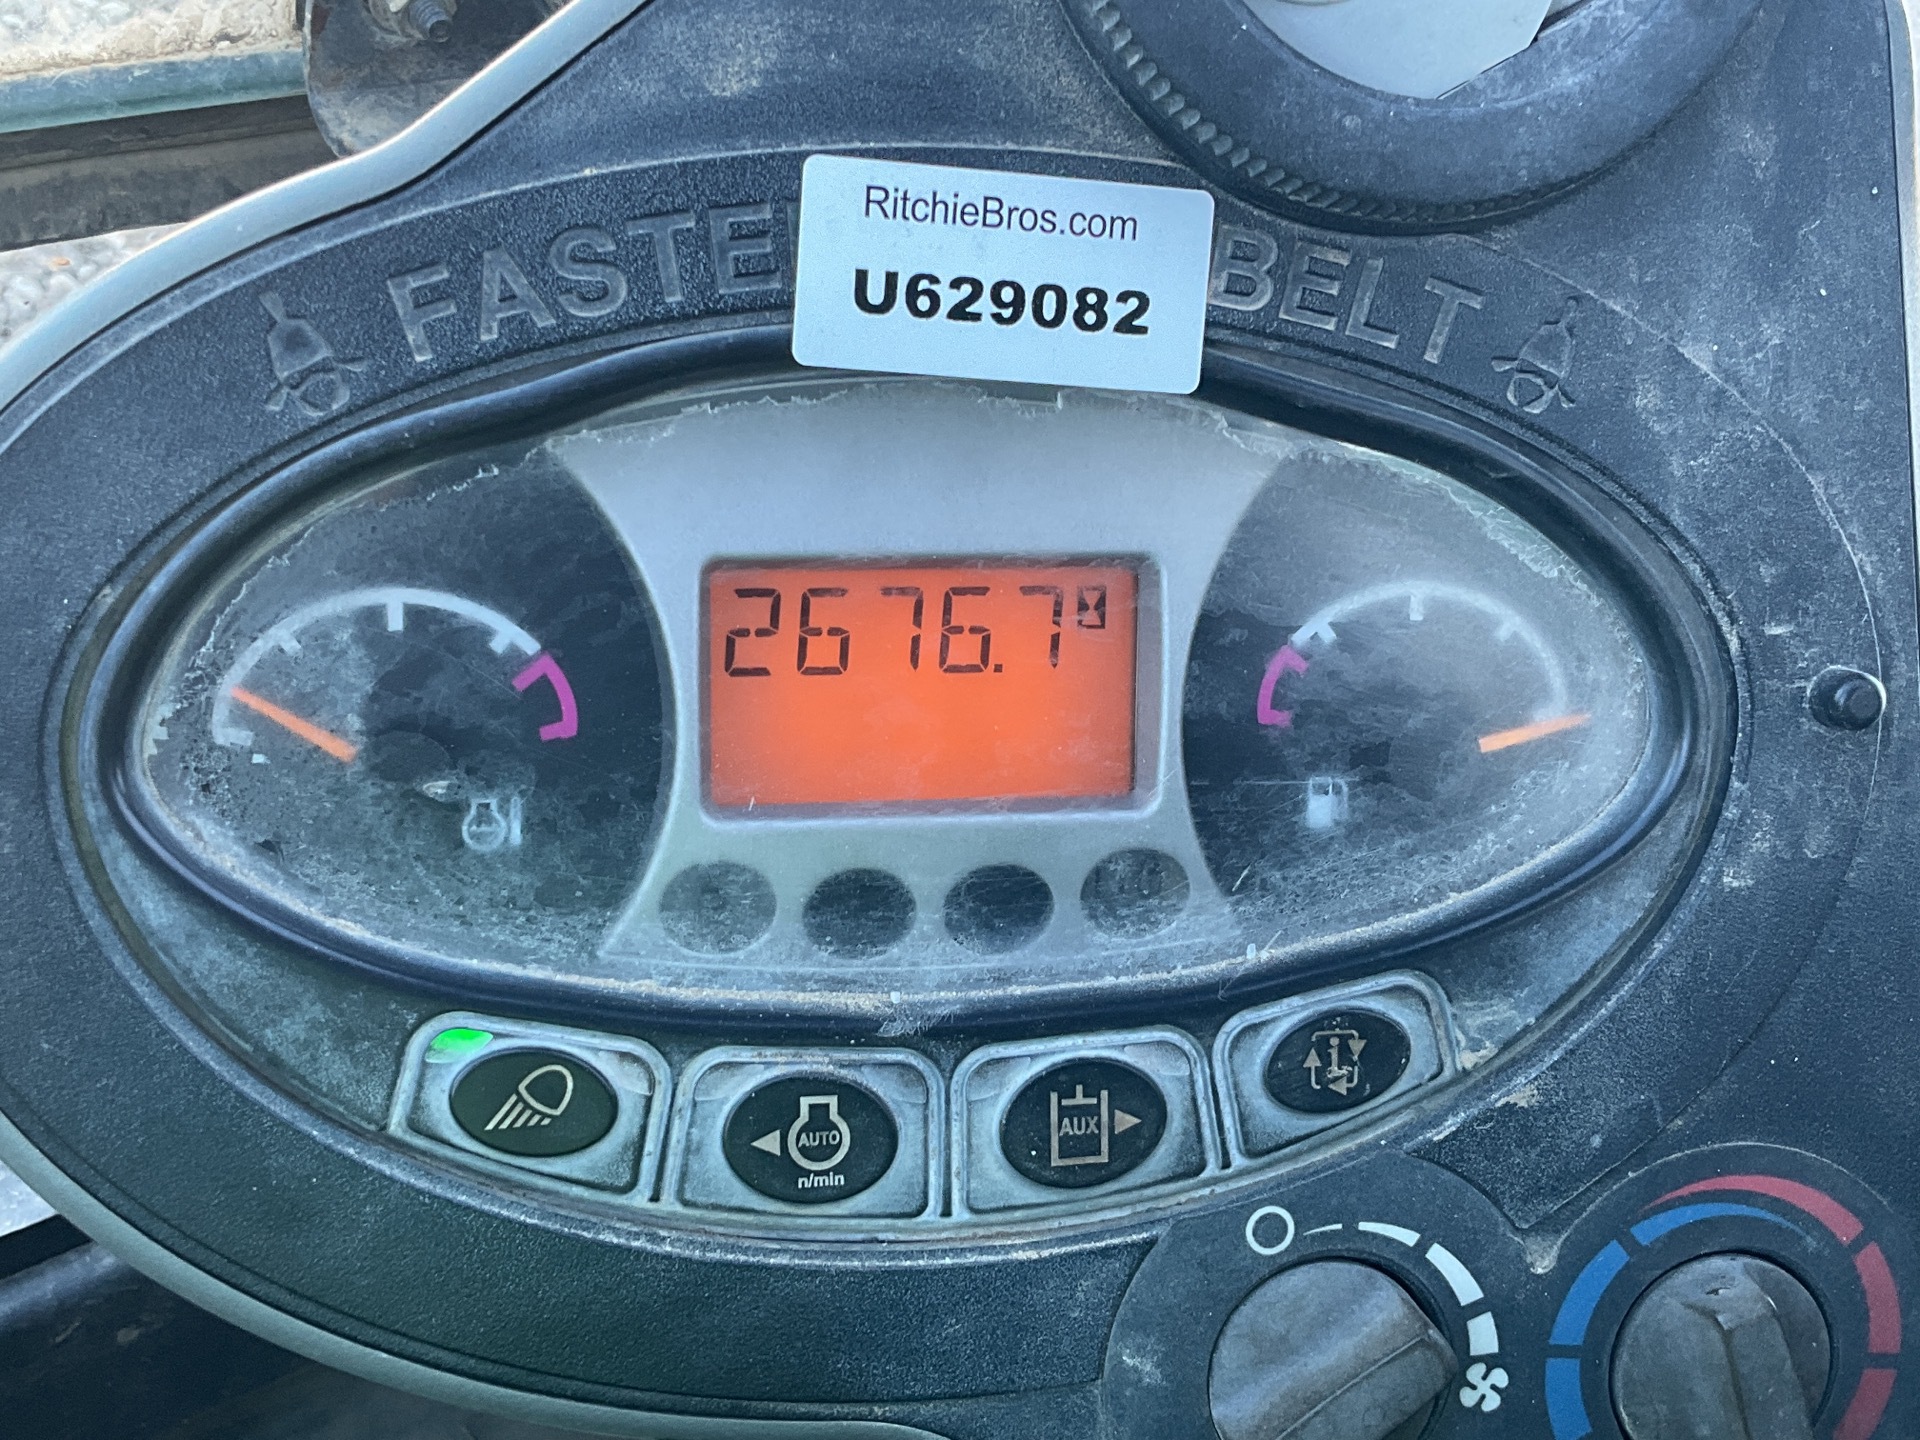 RitchieBros.com
U629082
FASTE
BELT
2676.7
AUTO
n/min
AUX
i